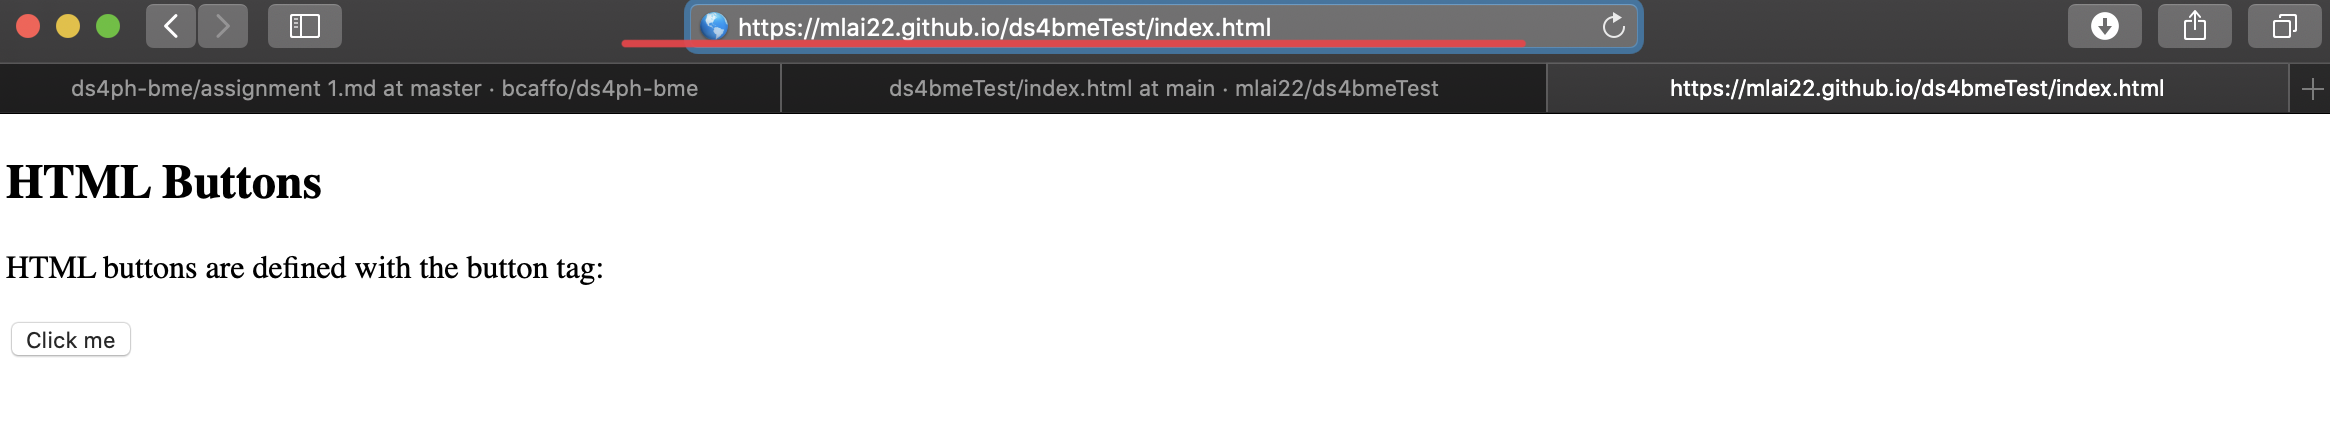 https://mlai22.github.io/ds4bmeTest/index.html
ds4ph-bme/assignment 1.md at master · bcaffo/ds4ph-bme
ds4bmeTest/index.html at main · mlai22/ds4bmeTest
https://mlai22.github.io/ds4bmeTest/index.html
HTML Buttons
HTML buttons are defined with the button tag:
Click me